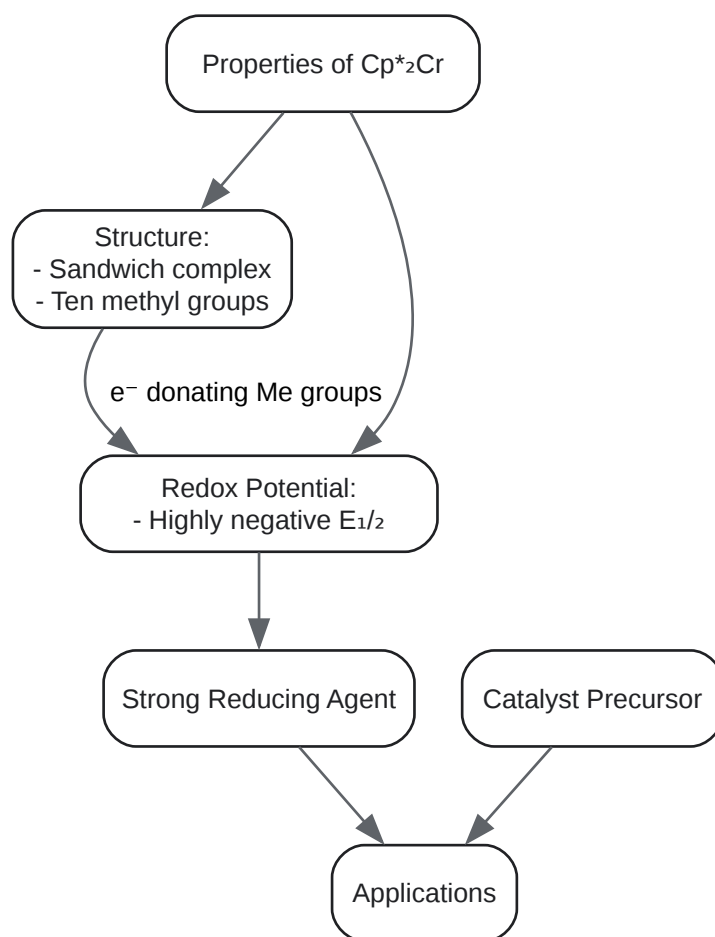 Properties of Cp*₂Cr
Structure:
- Sandwich complex
- Ten methyl groups
e⁻ donating Me groups
Redox Potential:
- Highly negative E₁/₂
Strong Reducing Agent
Catalyst Precursor
Applications